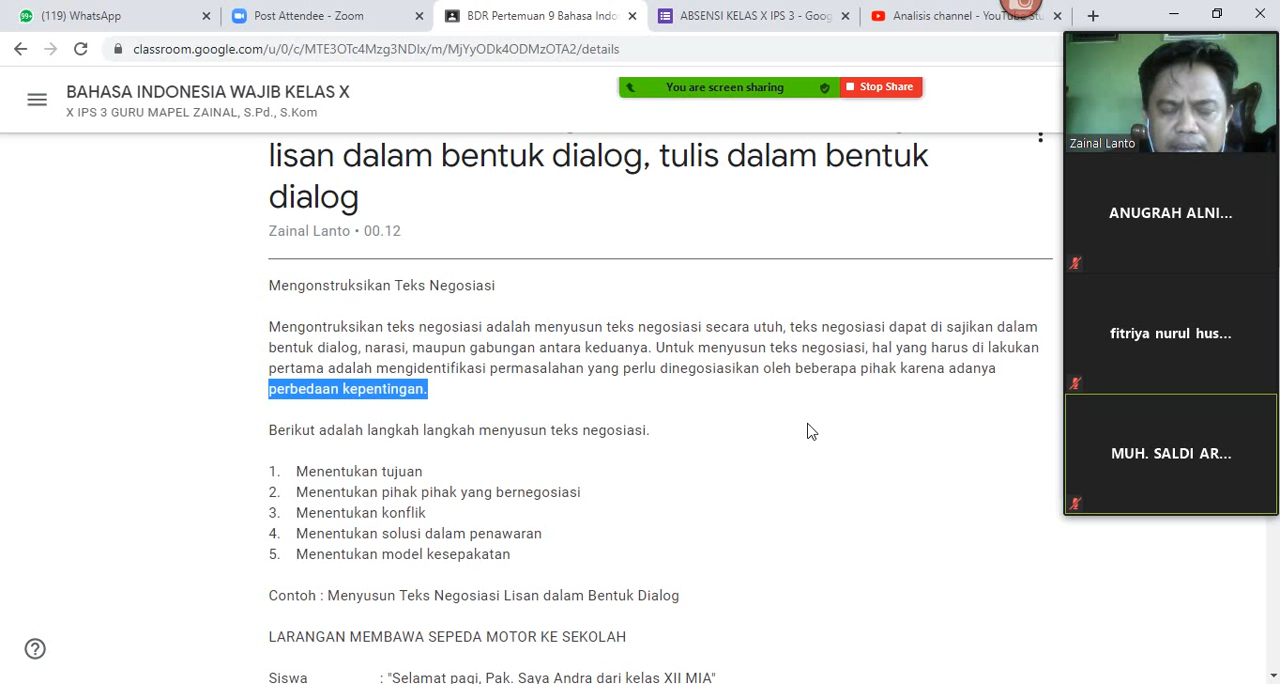 (119) WhatsApp
Post Attendee - Zoom
BDR Pertemuan 9 Bahasa Indo
ABSENSI KELAS X IPS 3 - Goog
Analisis channel - YouTube Stu
classroom.google.com/u/0/c/MTE3OTc4Mzg3NDlx/m/MjYyODk4ODMzOTA2/details
BAHASA INDONESIA WAJIB KELAS X
X IPS 3 GURU MAPEL ZAINAL, S.Pd., S.Kom
You are screen sharing
Stop Share
lisan dalam bentuk dialog, tulis dalam bentuk
dialog
Zainal Lanto • 00.12
Mengonstruksikan Teks Negosiasi
Mengontruksikan teks negosiasi adalah menyusun teks negosiasi secara utuh, teks negosiasi dapat di sajikan dalam
bentuk dialog, narasi, maupun gabungan antara keduanya. Untuk menyusun teks negosiasi, hal yang harus di lakukan
pertama adalah mengidentifikasi permasalahan yang perlu dinegosiasikan oleh beberapa pihak karena adanya
perbedaan kepentingan.
Berikut adalah langkah langkah menyusun teks negosiasi.
1. Menentukan tujuan
2. Menentukan pihak pihak yang bernegosiasi
3. Menentukan konflik
4. Menentukan solusi dalam penawaran
5. Menentukan model kesepakatan
Contoh : Menyusun Teks Negosiasi Lisan dalam Bentuk Dialog
LARANGAN MEMBAWA SEPEDA MOTOR KE SEKOLAH
Siswa : "Selamat pagi, Pak. Saya Andra dari kelas XII MIA"
Zainal Lanto
ANUGRAH ALNI...
fitriya nurul hus...
MUH. SALDI AR...